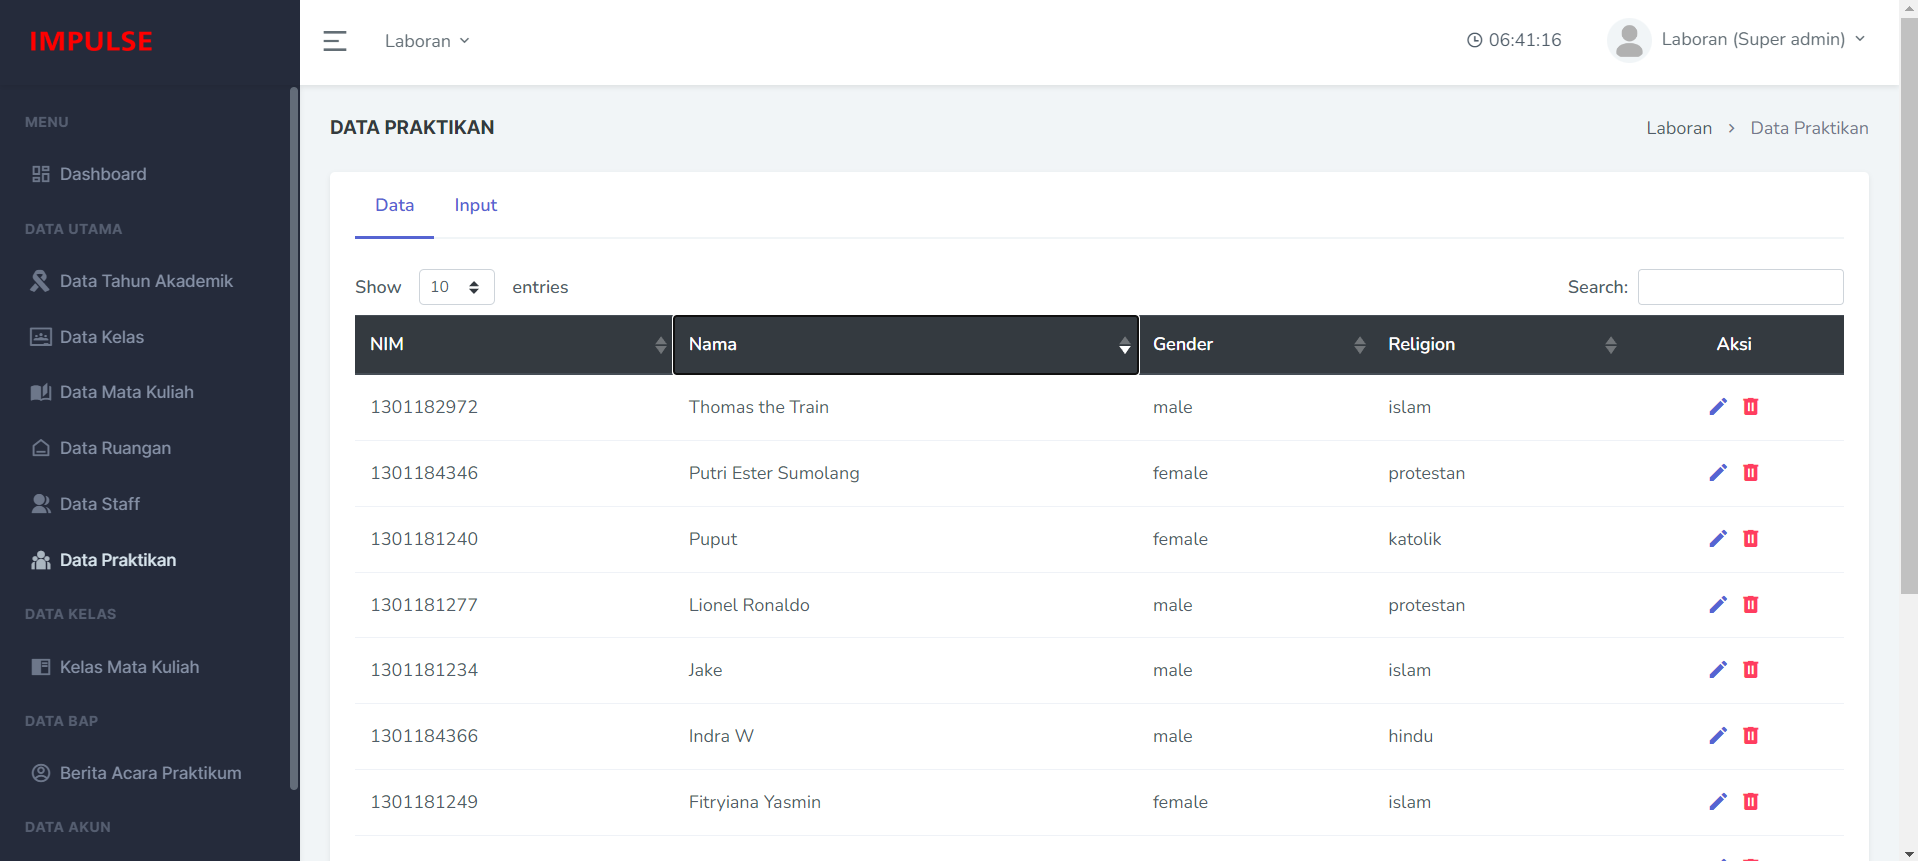 IMPULSE
Laboran
06:41:16
Laboran (Super admin)
MENU
Dashboard
DATA UTAMA
Data Tahun Akademik
Data Kelas
Data Mata Kuliah
Data Ruangan
Data Staff
Data Praktikan
DATA KELAS
Kelas Mata Kuliah
DATA BAP
Berita Acara Praktikum
DATA AKUN
DATA PRAKTIKAN
Laboran > Data Praktikan
Data Input
Show 10 entries
Search:
NIM Nama Gender Religion Aksi
1301182972 Thomas the Train male islam
1301184346 Putri Ester Sumolang female protestan
1301181240 Puput female katolik
1301181277 Lionel Ronaldo male protestan
1301181234 Jake male islam
1301184366 Indra W male hindu
1301181249 Fitryiana Yasmin female islam